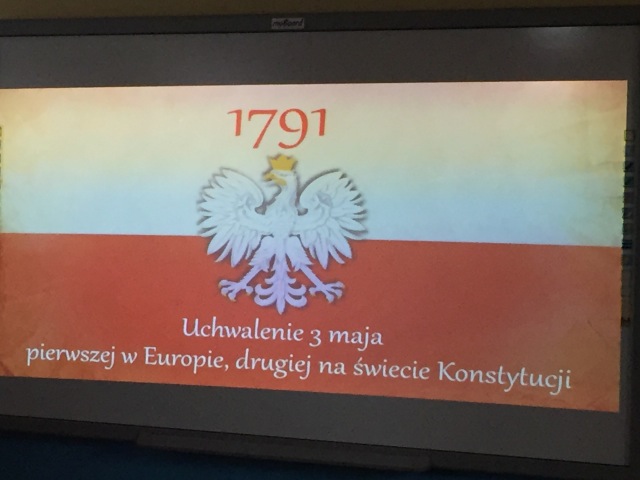 1791
Uchwalenie 3 maja
pierwszej w Europie, drugiej na świecie Konstytucji